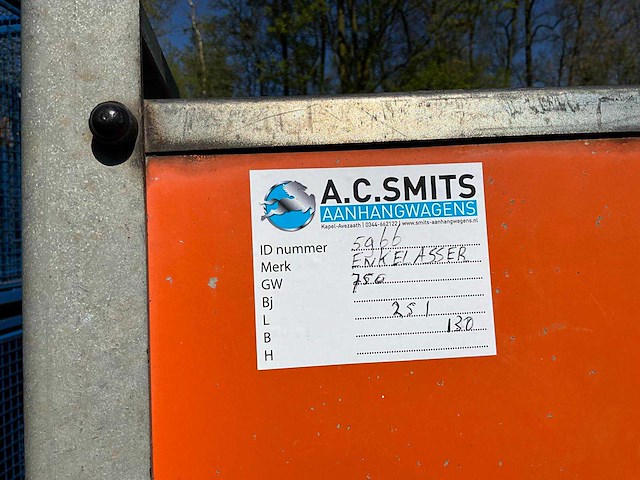 A.C.SMITS
AANHANGWAGENS
Kapel-Avezaath | 0344-662122 | www.smits-aanhangwagens.nl
ID nummer 5966
Merk ENKELASSER
GW 750
Bj
L 251
B 130
H